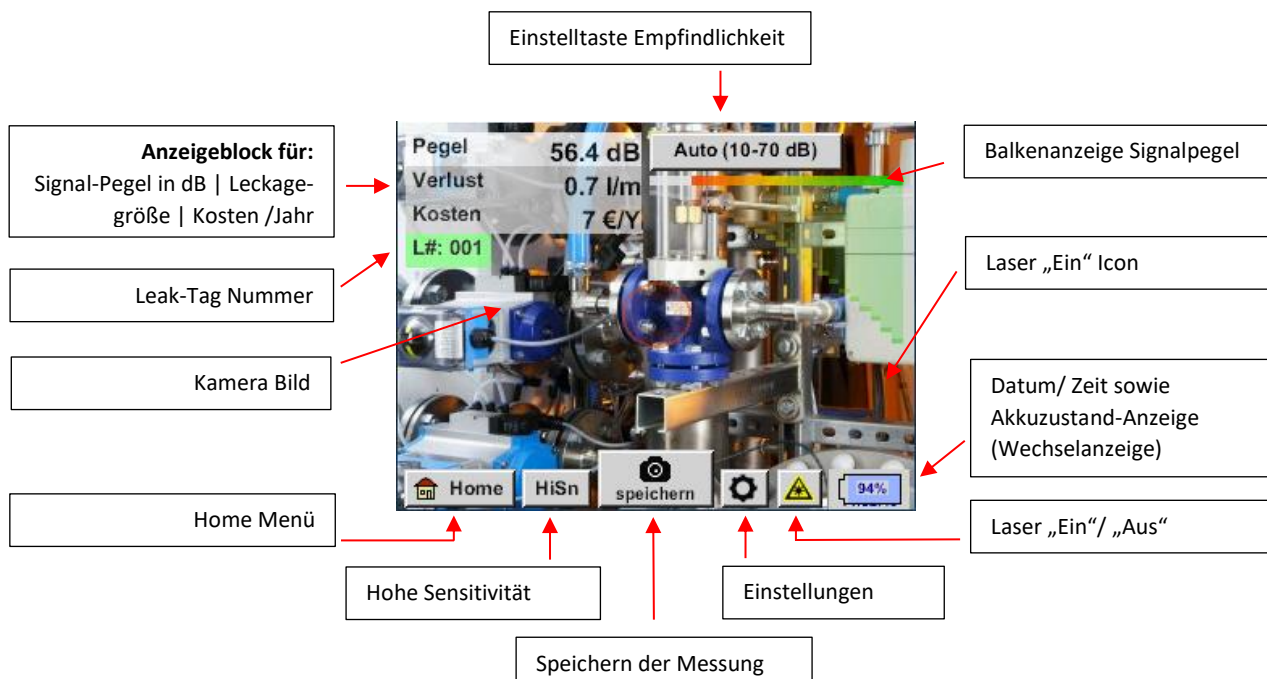 Einstelltaste Empfindlichkeit
Anzeigeblock für:
Signal-Pegel in dB | Leckage-
größe | Kosten /Jahr
Leak-Tag Nummer
Kamera Bild
Home Menü
Pegel 56.4 dB
Verlust 0.7 l/m
Kosten 7 €/Y
L#: 001
Auto (10-70 dB)
Home
HiSn
speichern
94%
Balkenanzeige Signalpegel
Laser „Ein“ Icon
Datum/ Zeit sowie
Akkuzustand-Anzeige
(Wechselanzeige)
Laser „Ein“/ „Aus“
Hohe Sensitivität
Einstellungen
Speichern der Messung